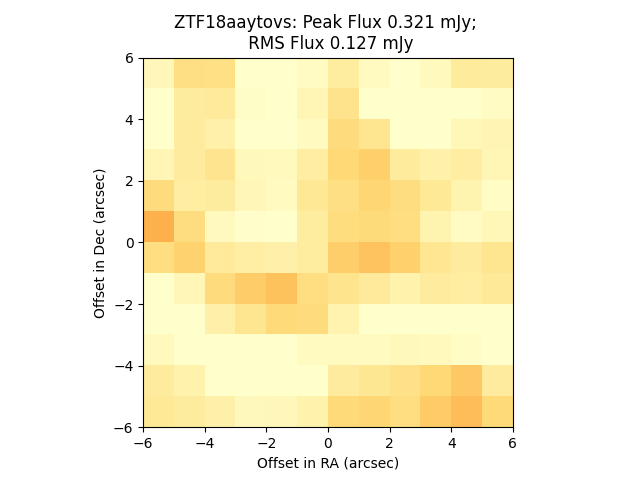 ZTF18aaytovs: Peak Flux 0.321 mJy;
RMS Flux 0.127 mJy
6
4
2
0
−2
−4
−6
Offset in Dec (arcsec)
−6 −4 −2 0 2 4 6
Offset in RA (arcsec)